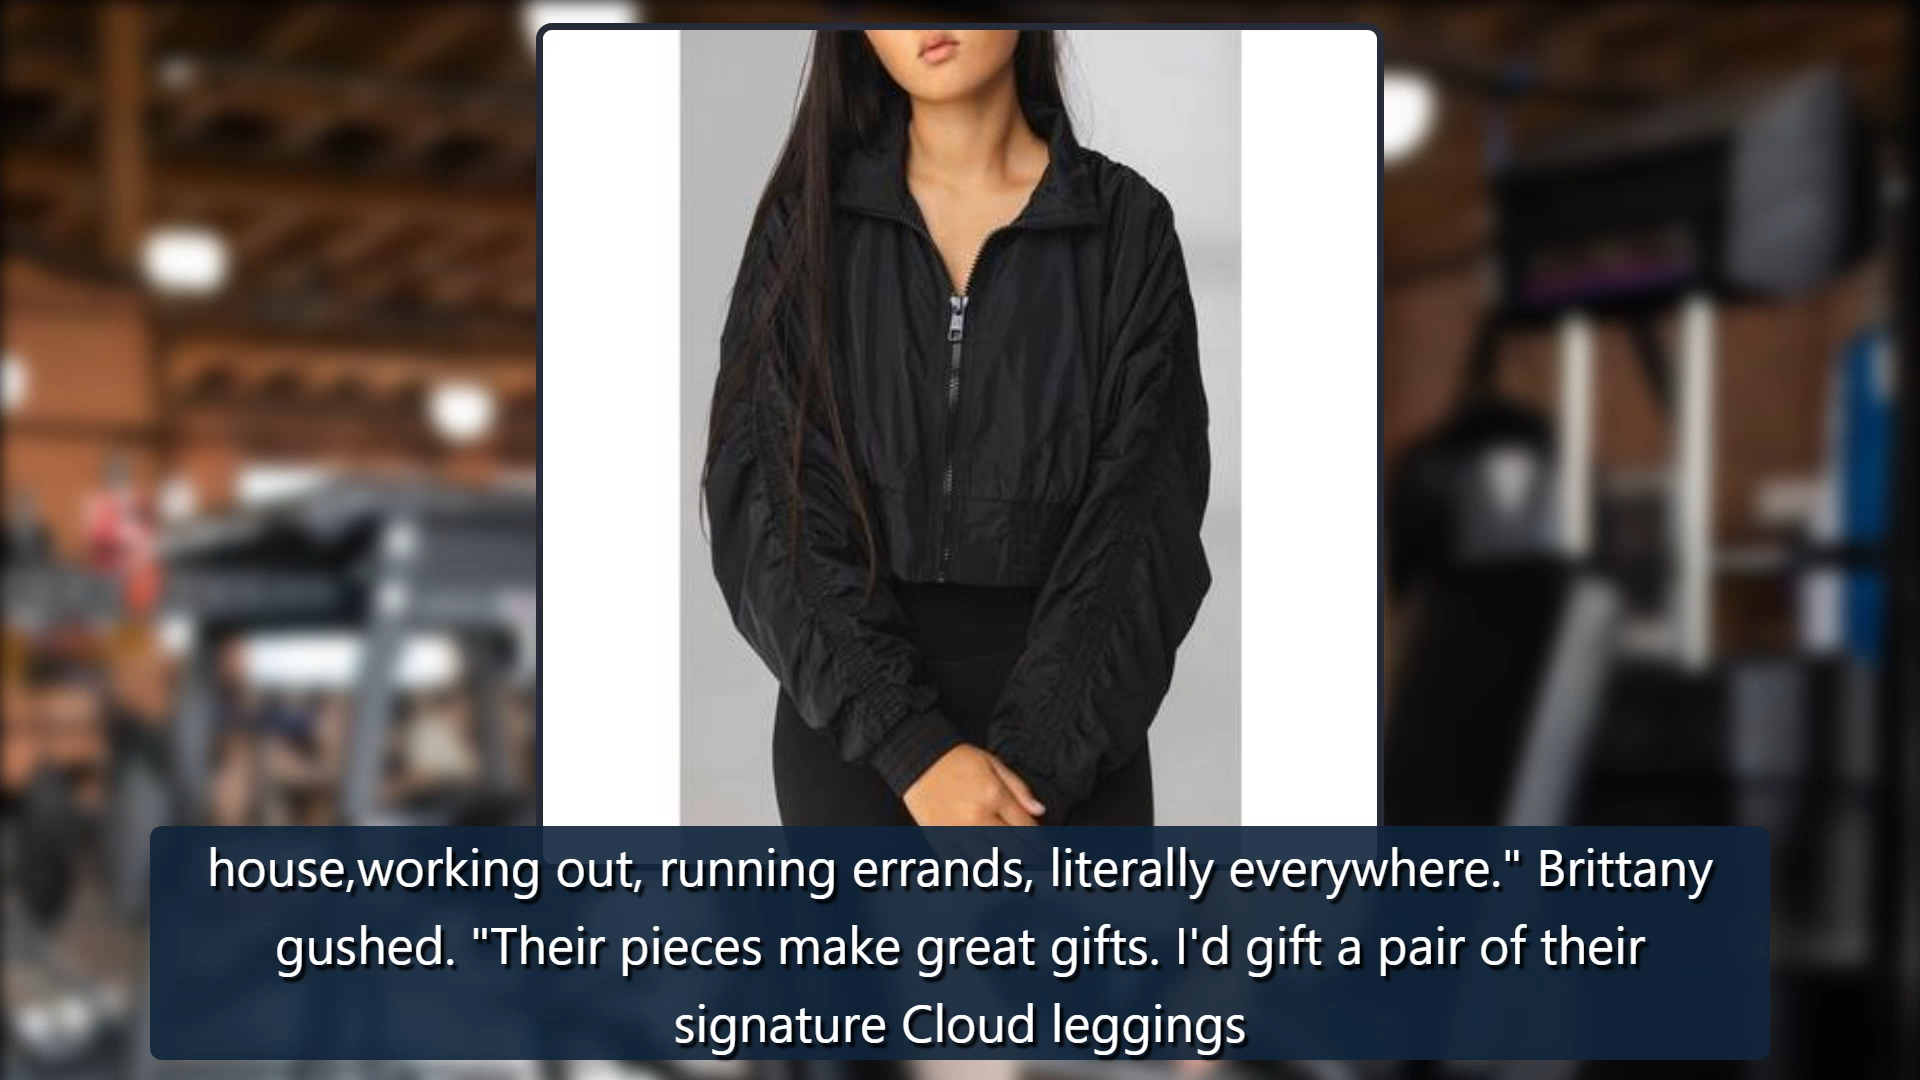 house,working out, running errands, literally everywhere." Brittany
gushed. "Their pieces make great gifts. I'd gift a pair of their
signature Cloud leggings